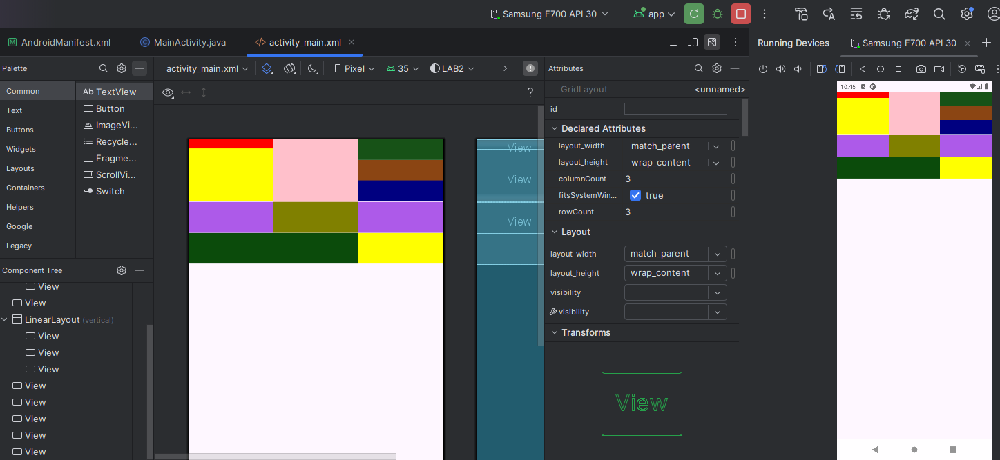 Samsung F700 API 30
app
AndroidManifest.xml
MainActivity.java
activity_main.xml
Running Devices
Samsung F700 API 30
Palette
activity_main.xml
Pixel
35
LAB2
Attributes
Common
Text
Buttons
Widgets
Layouts
Containers
Helpers
Google
Legacy
Ab TextView
Button
ImageVi...
Recycle...
Fragme...
ScrollVi...
Switch
?
Component Tree
View
View
LinearLayout (vertical)
View
View
View
View
View
View
View
View
View
View
View
GridLayout
<unnamed>
id
Declared Attributes
layout_width match_parent
layout_height wrap_content
columnCount 3
fitsSystemWin... true
rowCount 3
Layout
layout_width match_parent
layout_height wrap_content
visibility
visibility
Transforms
View
10:45